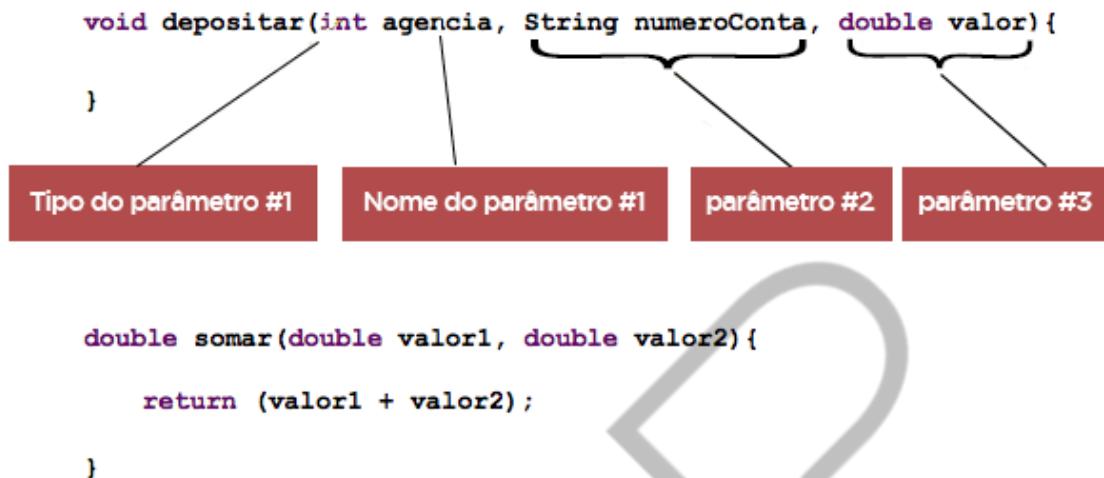 void depositar(int agencia, String numeroConta, double valor){
}
Tipo do parâmetro #1
Nome do parâmetro #1
parâmetro #2
parâmetro #3
double somar(double valor1, double valor2){
return (valor1 + valor2);
}